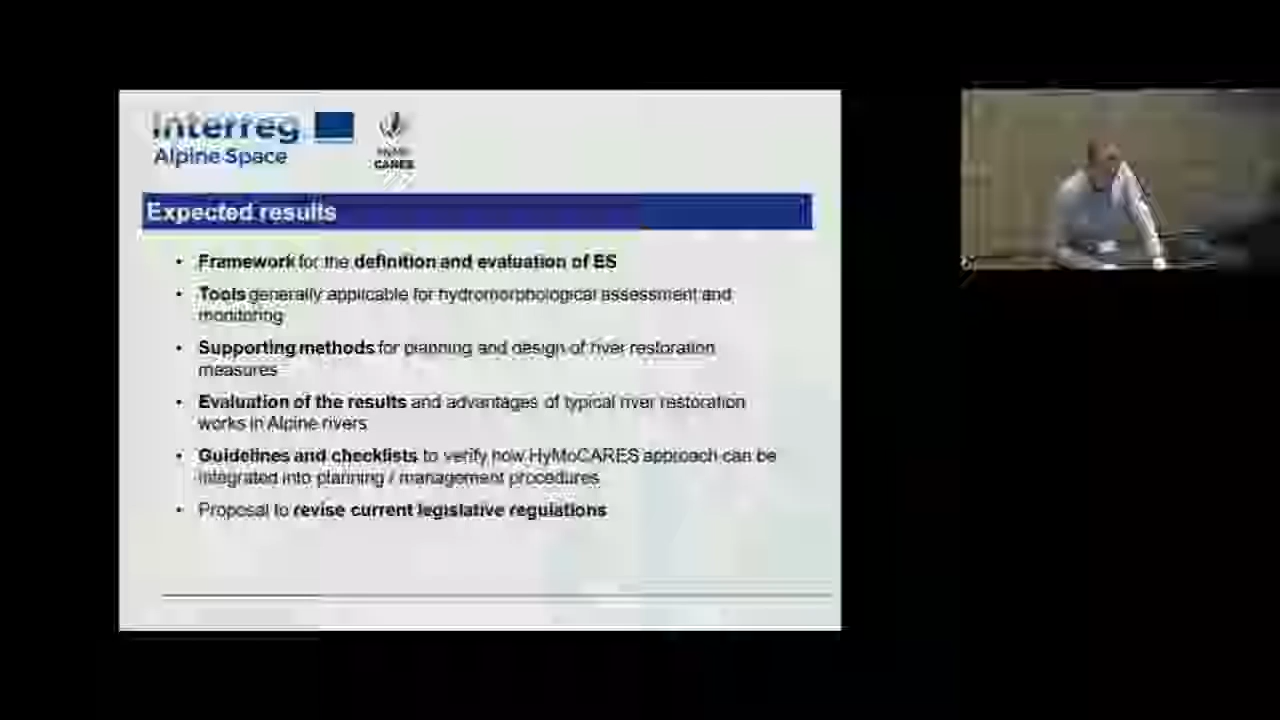 Interreg
Alpine Space
CARES
Expected results
• Framework for the definition and evaluation of ES
• Tools generally applicable for hydromorphological assessment and
monitoring
• Supporting methods for planning and design of river restoration
measures
• Evaluation of the results and advantages of typical river restoration
works in Alpine rivers
• Guidelines and checklists to verify how HyMoCARES approach can be
integrated into planning / management procedures
• Proposal to revise current legislative regulations